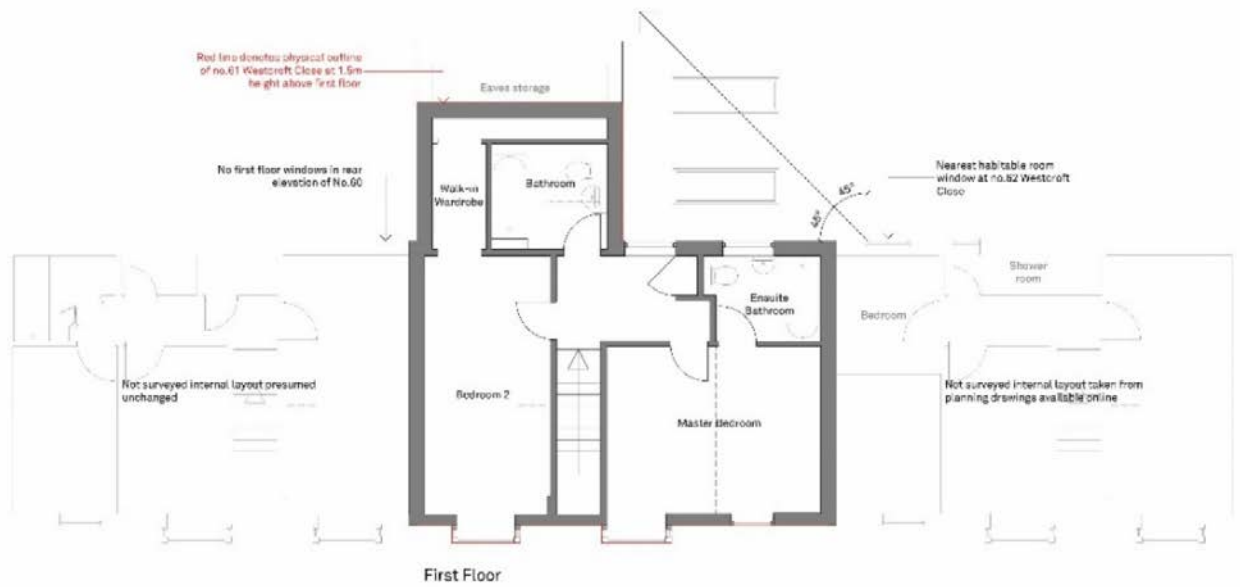 Red line denotes physical outline
of no.61 Westcroft Close at 1.5m
height above first floor
Eaves storage
No first floor windows in rear
elevation of No.60
Nearest habitable room
window at no.62 Westcroft
Close
45°
45°
Walk-in
Wardrobe
Bathroom
Shower
room
Ensuite
Bathroom
Bedroom
Not surveyed internal layout presumed
unchanged
Bedroom 2
Not surveyed internal layout taken from
planning drawings available online
Master Bedroom
First Floor